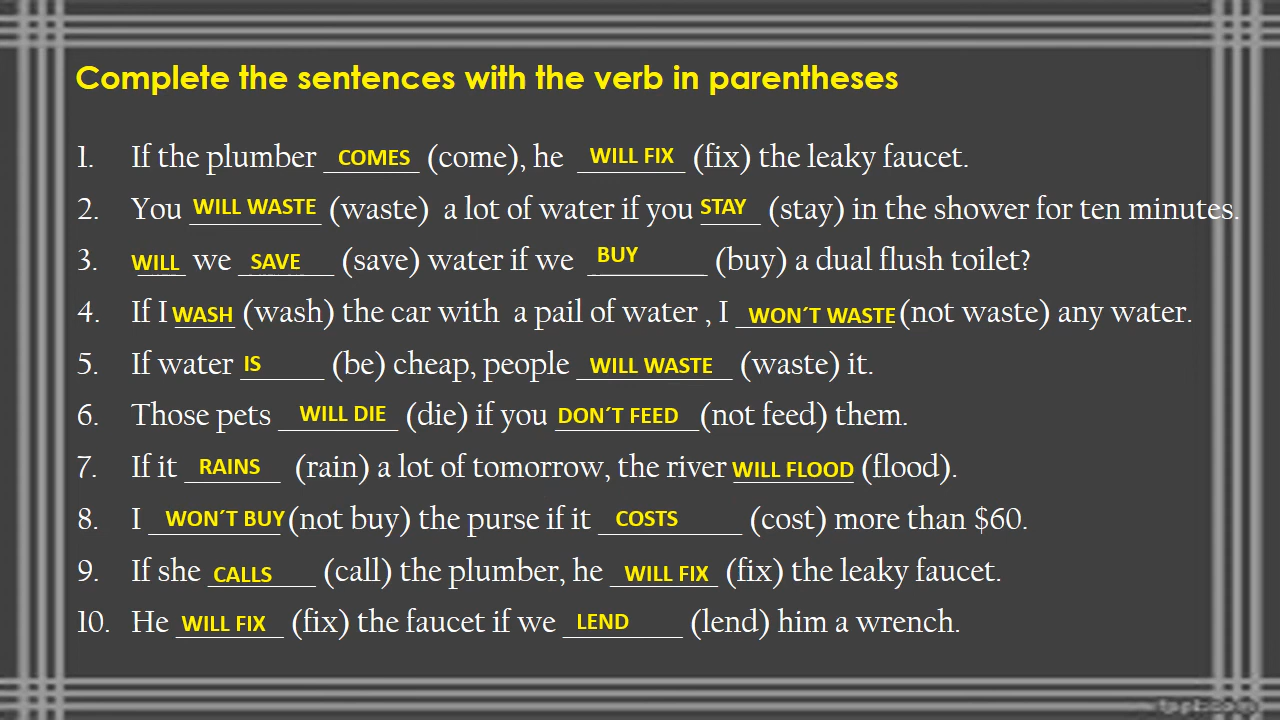 Complete the sentences with the verb in parentheses
1. If the plumber COMES (come), he WILL FIX (fix) the leaky faucet.
2. You WILL WASTE (waste) a lot of water if you STAY (stay) in the shower for ten minutes.
3. WILL we SAVE (save) water if we BUY (buy) a dual flush toilet?
4. If I WASH (wash) the car with a pail of water , I WON´T WASTE (not waste) any water.
5. If water IS (be) cheap, people WILL WASTE (waste) it.
6. Those pets WILL DIE (die) if you DON´T FEED (not feed) them.
7. If it RAINS (rain) a lot of tomorrow, the river WILL FLOOD (flood).
8. I WON´T BUY (not buy) the purse if it COSTS (cost) more than $60.
9. If she CALLS (call) the plumber, he WILL FIX (fix) the leaky faucet.
10. He WILL FIX (fix) the faucet if we LEND (lend) him a wrench.